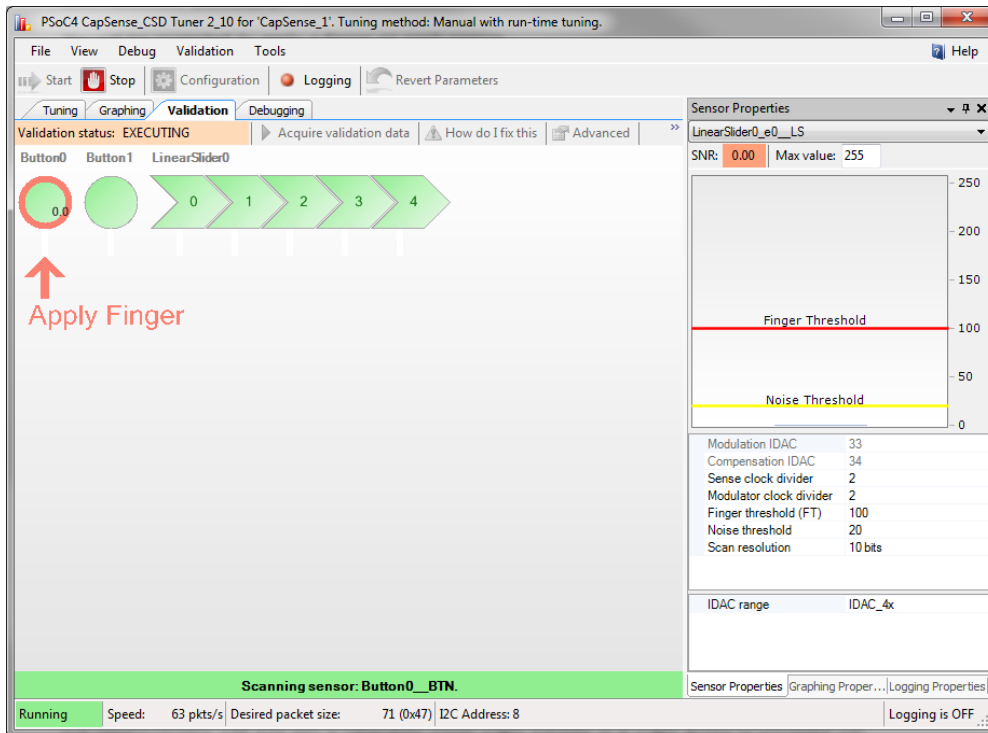 PSoC4 CapSense_CSD Tuner 2_10 for 'CapSense_1'. Tuning method: Manual with run-time tuning.
File View Debug Validation Tools Help
Start Stop Configuration Logging Revert Parameters
Tuning Graphing Validation Debugging
Validation status: EXECUTING Acquire validation data How do I fix this Advanced »
Button0 Button1 LinearSlider0
0.0 0 1 2 3 4
Apply Finger
Scanning sensor: Button0__BTN.
Sensor Properties
LinearSlider0_e0__LS
SNR: 0.00 Max value: 255
250
200
150
Finger Threshold
100
50
Noise Threshold
0
Modulation IDAC 33
Compensation IDAC 34
Sense clock divider 2
Modulator clock divider 2
Finger threshold (FT) 100
Noise threshold 20
Scan resolution 10 bits
IDAC range IDAC_4x
Sensor Properties Graphing Proper... Logging Properties
Running Speed: 63 pkts/s Desired packet size: 71 (0x47) I2C Address: 8 Logging is OFF